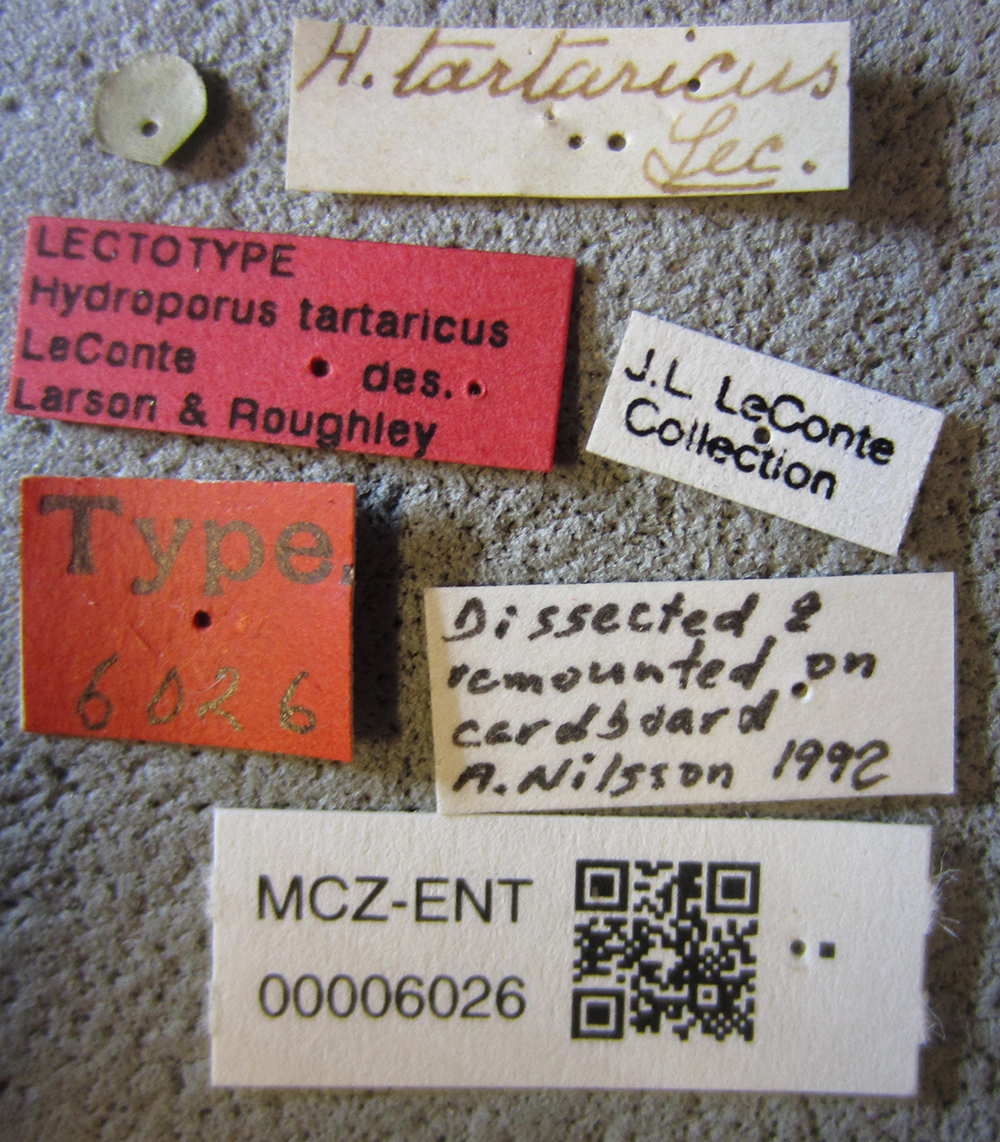 H. tartaricus
Lec.
LECTOTYPE
Hydroporus tartaricus
LeConte des.
Larson & Roughley
J.L LeConte
Collection
Type.
6026
Dissected &
remounted on
cardboard
A. Nilsson 1992
MCZ-ENT
00006026